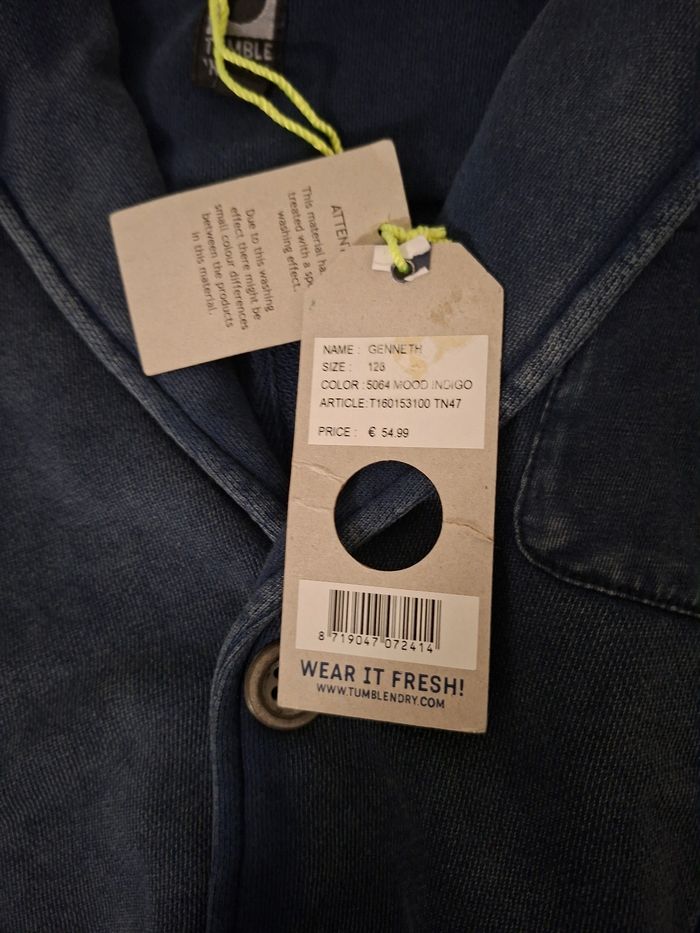 ATTEN
This material ha
treated with a sp
washing effect.
Due to this washing
effect there might be
small colour differences
between the products
in this material.
NAME : GENNETH
SIZE : 128
COLOR :5064 MOOD INDIGO
ARTICLE:T160153100 TN47
PRICE : € 54.99
8 719047 072414
WEAR IT FRESH!
WWW.TUMBLENDRY.COM